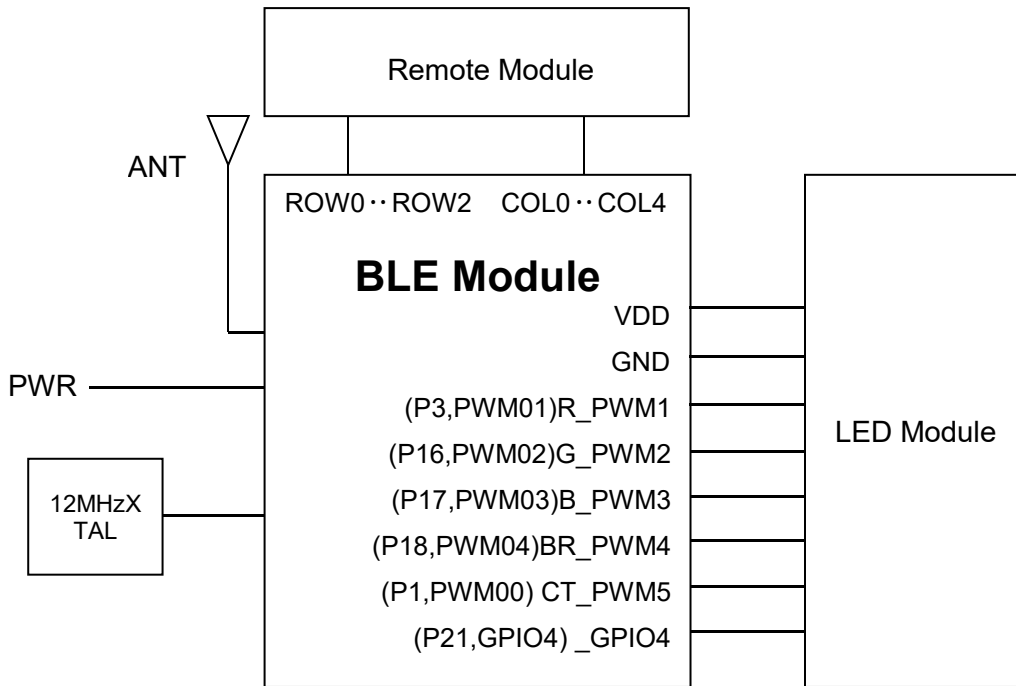 Remote Module
ANT
ROW0··ROW2 COL0··COL4
BLE Module
VDD
GND
PWR
(P3,PWM01)R_PWM1
(P16,PWM02)G_PWM2
(P17,PWM03)B_PWM3
(P18,PWM04)BR_PWM4
(P1,PWM00) CT_PWM5
(P21,GPIO4) _GPIO4
12MHzX
TAL
LED Module